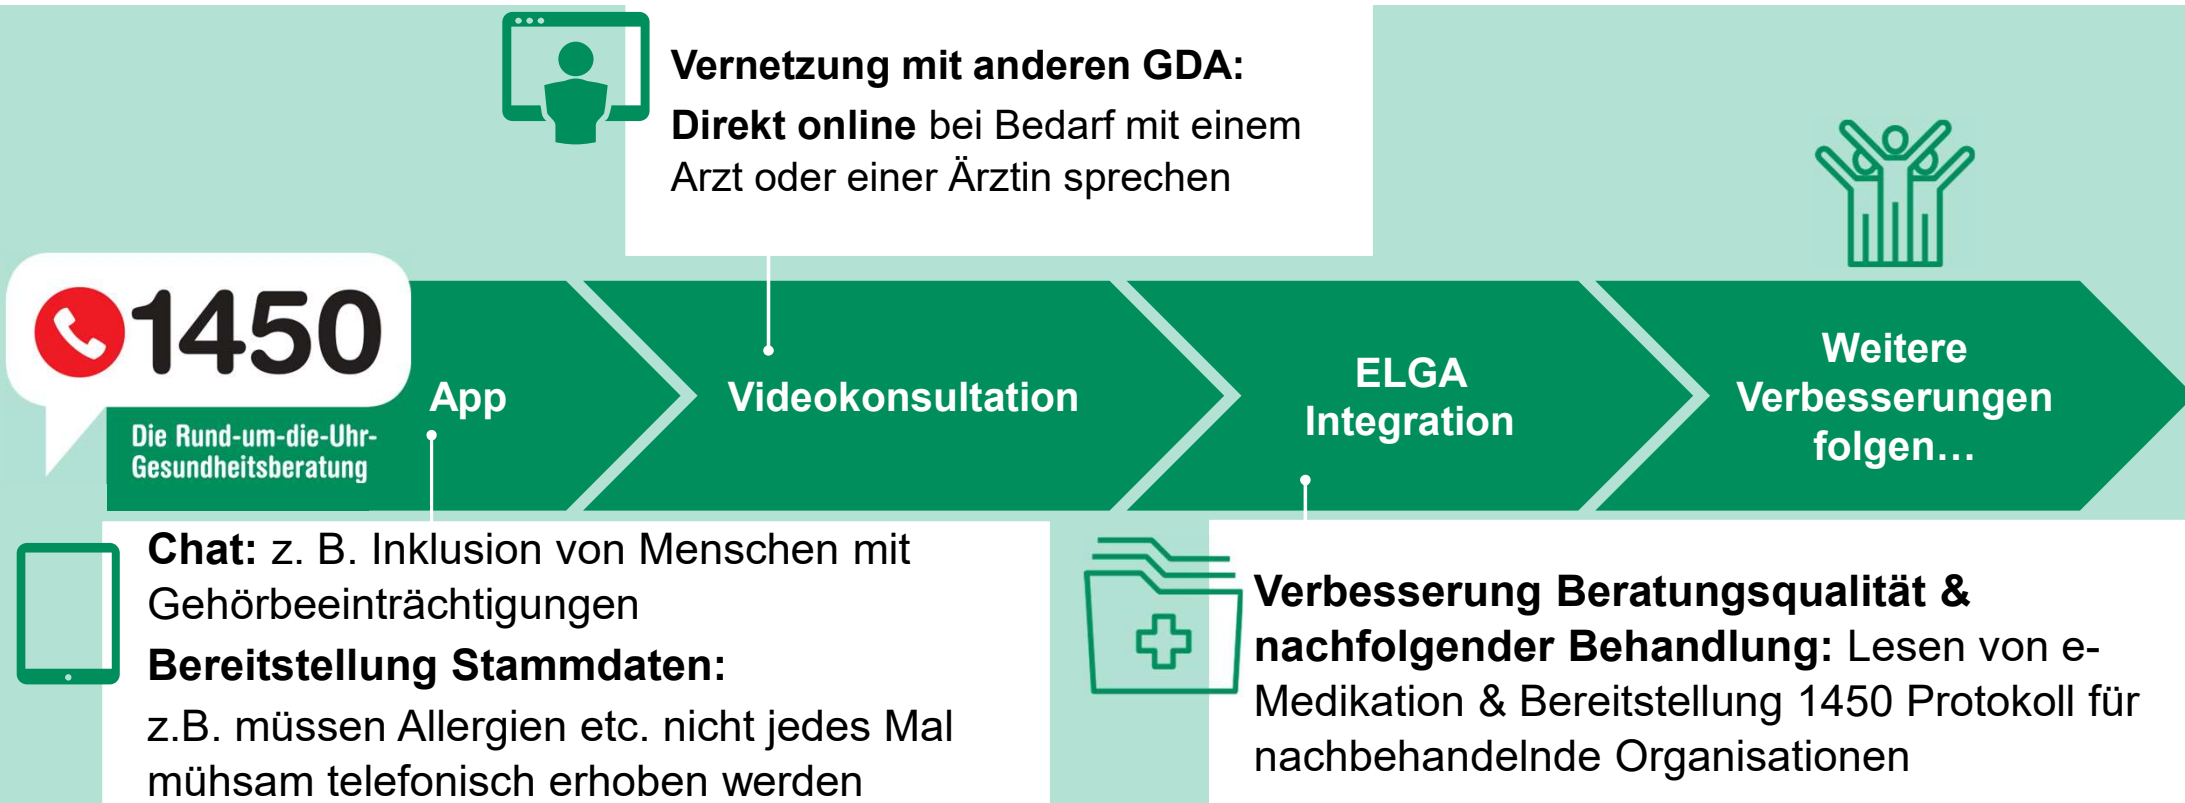 Vernetzung mit anderen GDA:
Direkt online bei Bedarf mit einem
Arzt oder einer Ärztin sprechen
1450
Die Rund-um-die-Uhr-
Gesundheitsberatung
App
Videokonsultation
ELGA
Integration
Weitere
Verbesserungen
folgen…
Chat: z. B. Inklusion von Menschen mit
Gehörbeeinträchtigungen
Bereitstellung Stammdaten:
z.B. müssen Allergien etc. nicht jedes Mal
mühsam telefonisch erhoben werden
Verbesserung Beratungsqualität &
nachfolgender Behandlung: Lesen von e-
Medikation & Bereitstellung 1450 Protokoll für
nachbehandelnde Organisationen